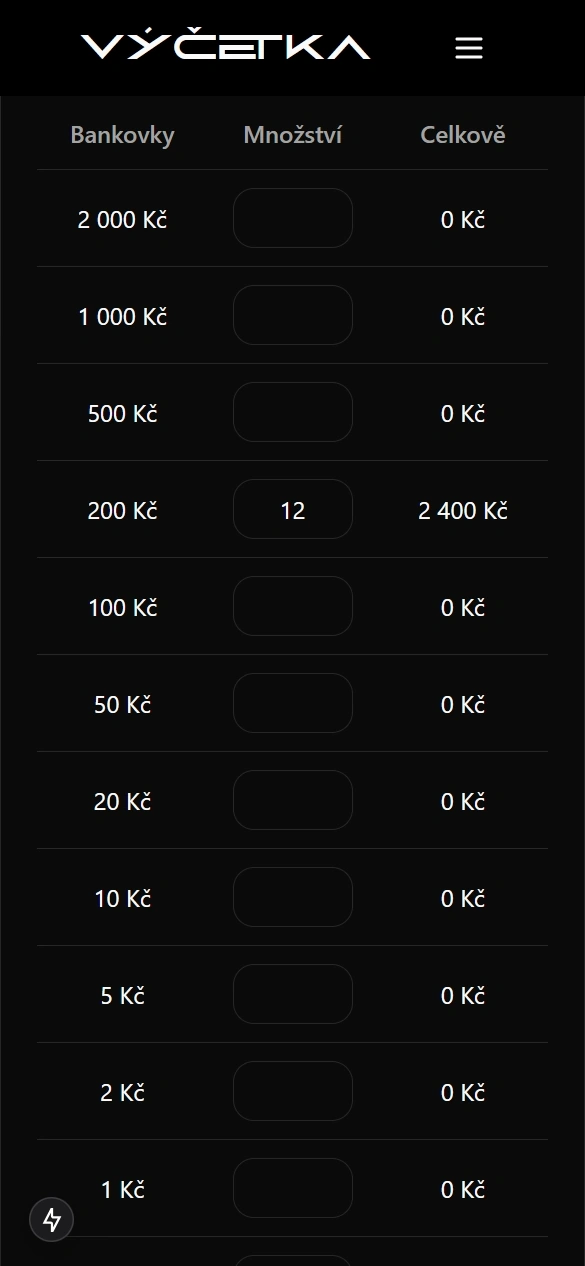 VÝČETKA
Bankovky Množství Celkově
2 000 Kč 0 Kč
1 000 Kč 0 Kč
500 Kč 0 Kč
200 Kč 12 2 400 Kč
100 Kč 0 Kč
50 Kč 0 Kč
20 Kč 0 Kč
10 Kč 0 Kč
5 Kč 0 Kč
2 Kč 0 Kč
1 Kč 0 Kč